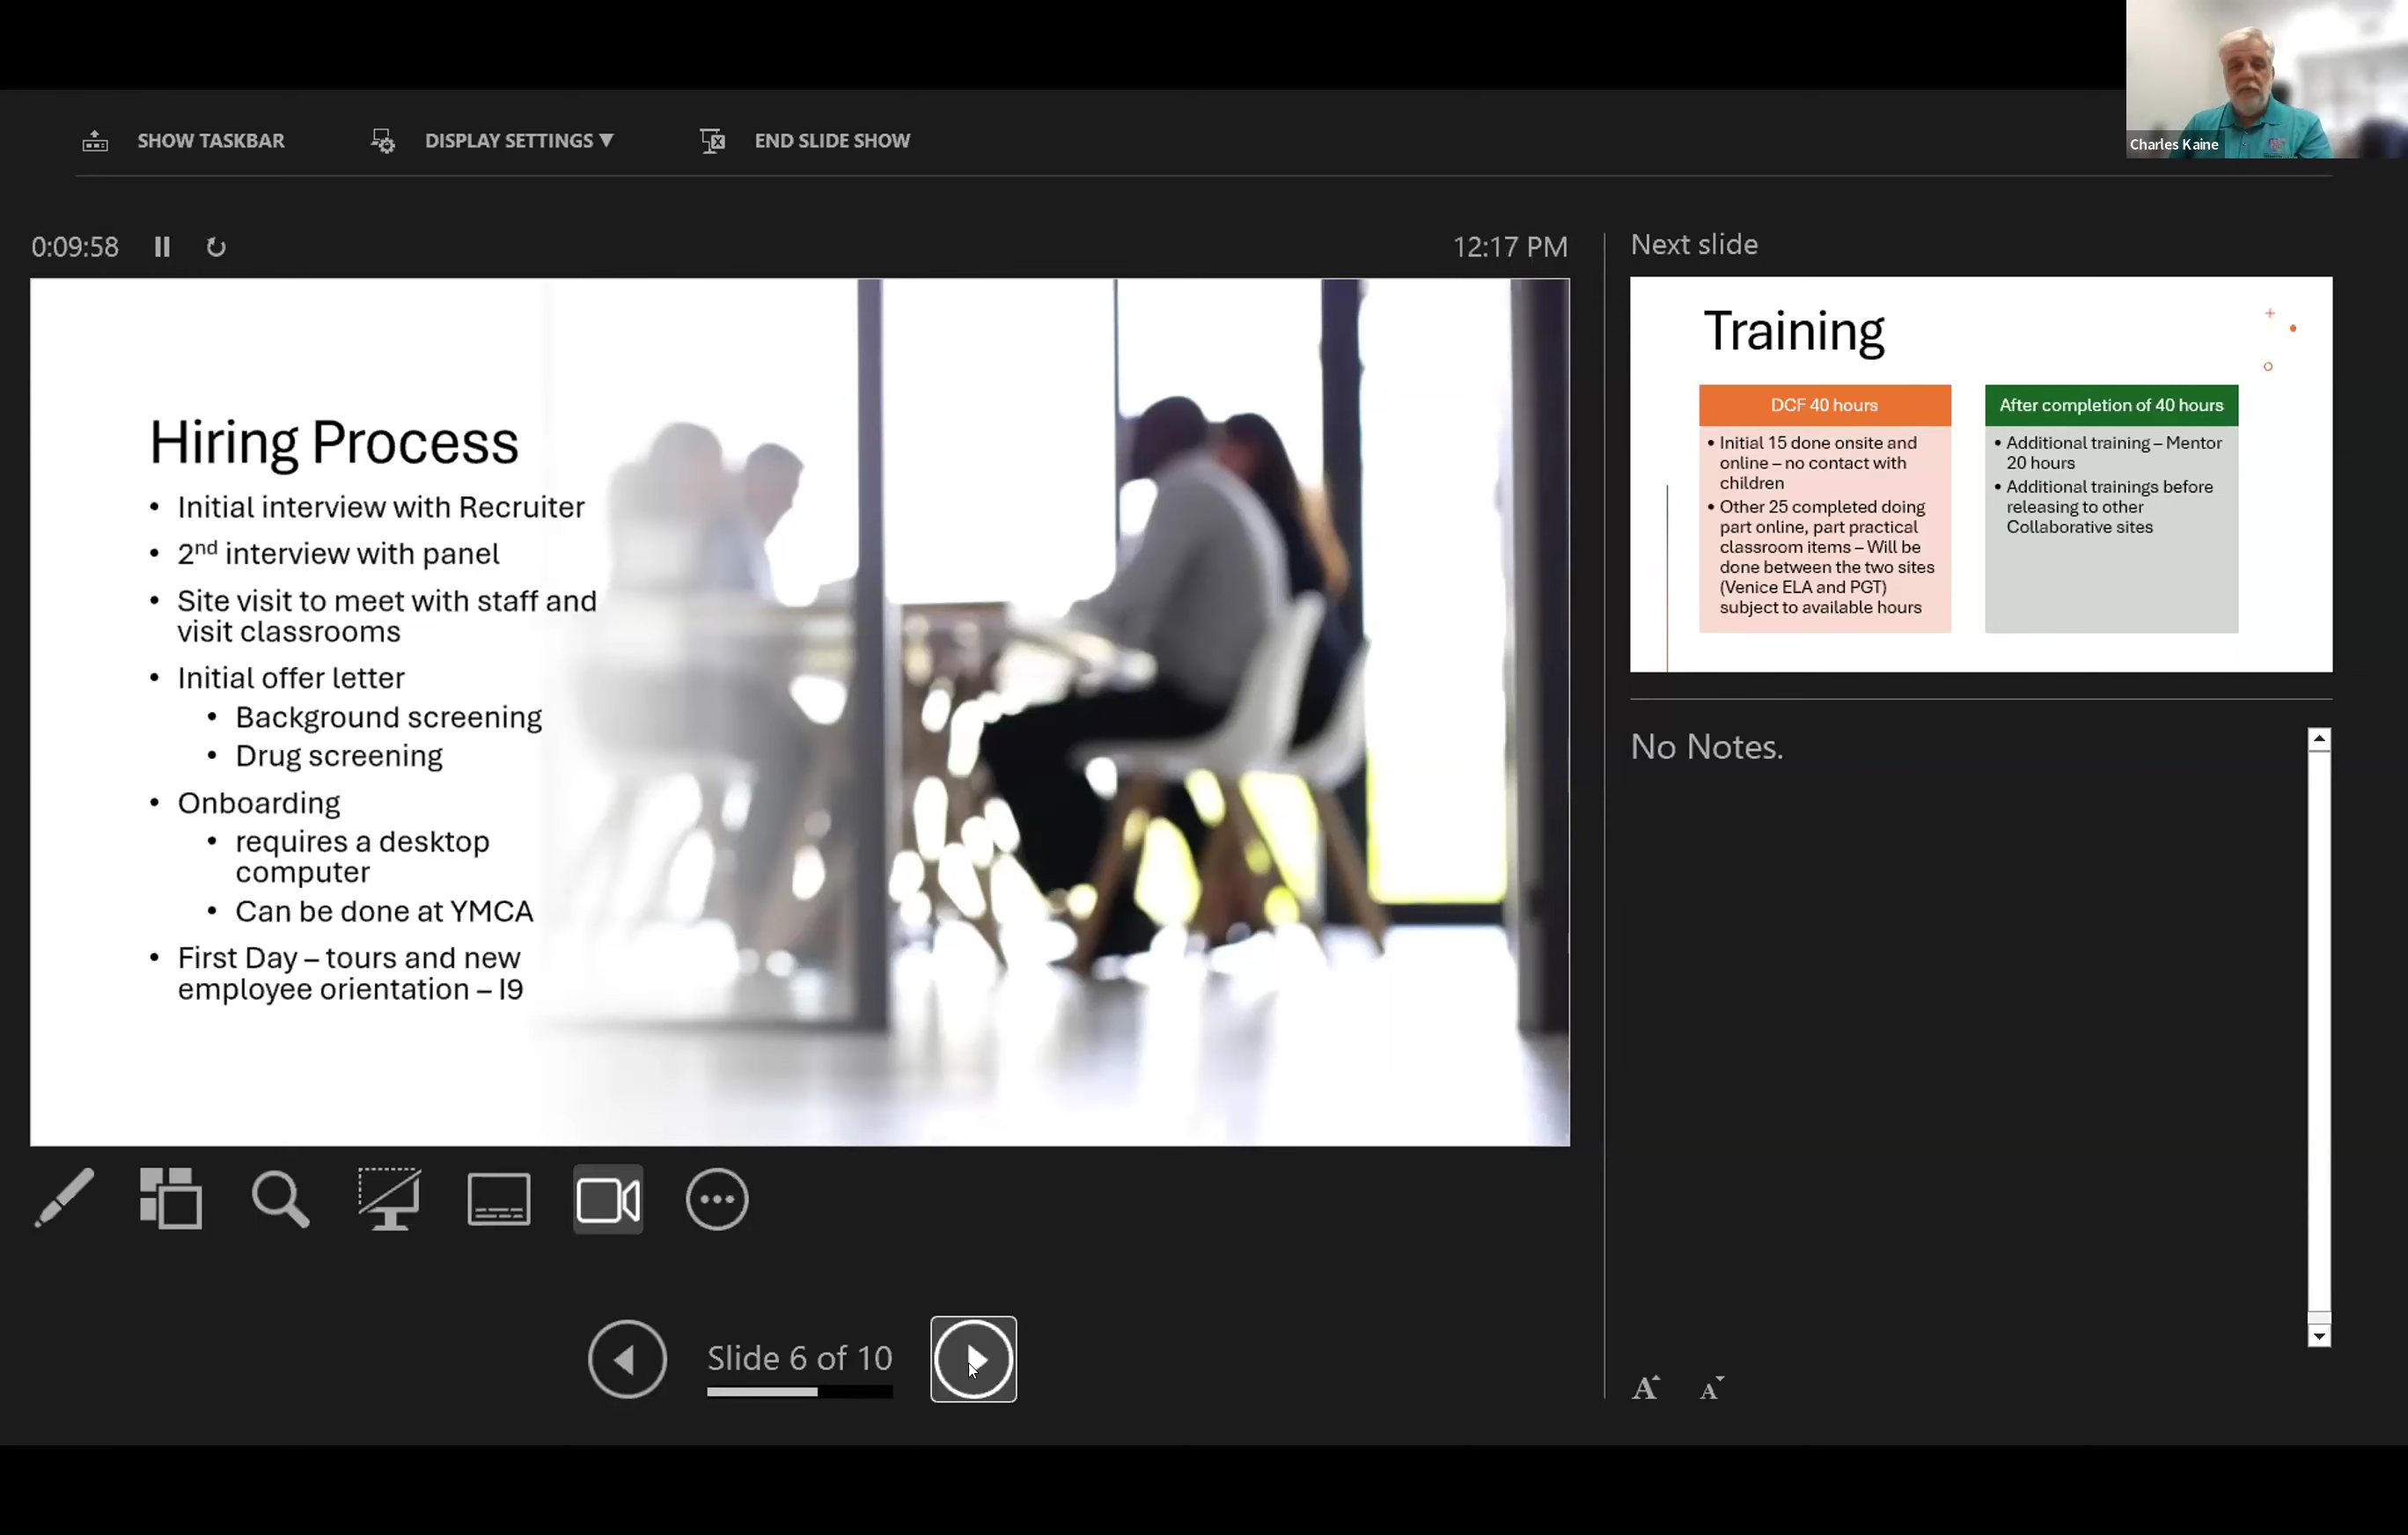 Charles Kaine
SHOW TASKBAR
DISPLAY SETTINGS ▼
END SLIDE SHOW
0:09:58
12:17 PM
Hiring Process
• Initial interview with Recruiter
• 2nd interview with panel
• Site visit to meet with staff and
visit classrooms
• Initial offer letter
• Background screening
• Drug screening
• Onboarding
• requires a desktop
computer
• Can be done at YMCA
• First Day – tours and new
employee orientation – I9
Slide 6 of 10
Next slide
Training
DCF 40 hours
• Initial 15 done onsite and
online – no contact with
children
• Other 25 completed doing
part online, part practical
classroom items – Will be
done between the two sites
(Venice ELA and PGT)
subject to available hours
After completion of 40 hours
• Additional training – Mentor
20 hours
• Additional trainings before
releasing to other
Collaborative sites
No Notes.
A A